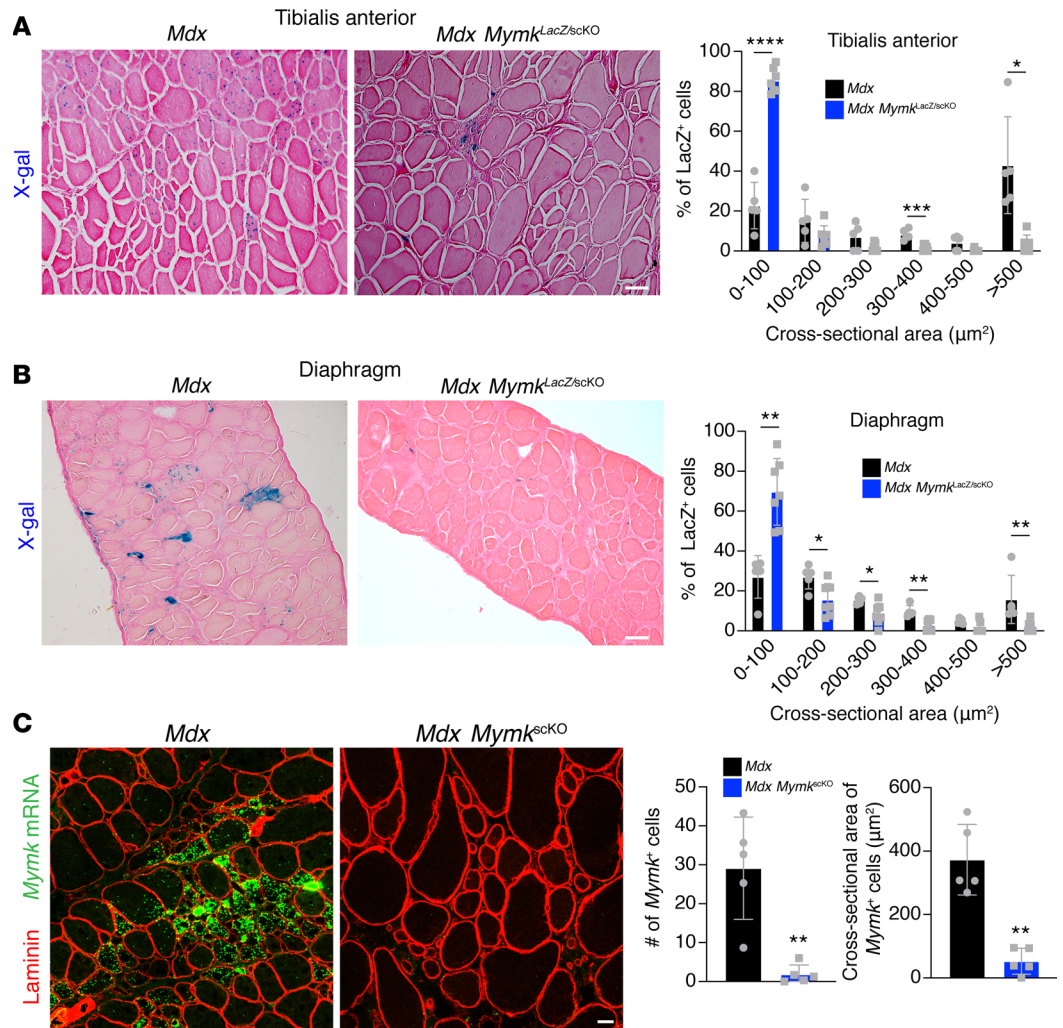 A
Tibialis anterior
Mdx
Mdx Mymk^LacZ/scKO
X-gal
Tibialis anterior
Mdx
Mdx Mymk^LacZ/scKO
% of LacZ⁺ cells
100
80
60
40
20
0
****
***
*
0-100
100-200
200-300
300-400
400-500
>500
Cross-sectional area (µm²)
B
Diaphragm
Mdx
Mdx Mymk^LacZ/scKO
X-gal
Diaphragm
Mdx
Mdx Mymk^LacZ/scKO
% of LacZ⁺ cells
100
80
60
40
20
0
**
*
*
**
**
0-100
100-200
200-300
300-400
400-500
>500
Cross-sectional area (µm²)
C
Mdx
Mdx Mymk^scKO
Laminin Mymk mRNA
Mdx
Mdx Mymk^scKO
# of Mymk⁺ cells
50
40
30
20
10
0
**
Cross-sectional area of
Mymk⁺ cells (µm²)
600
400
200
0
**